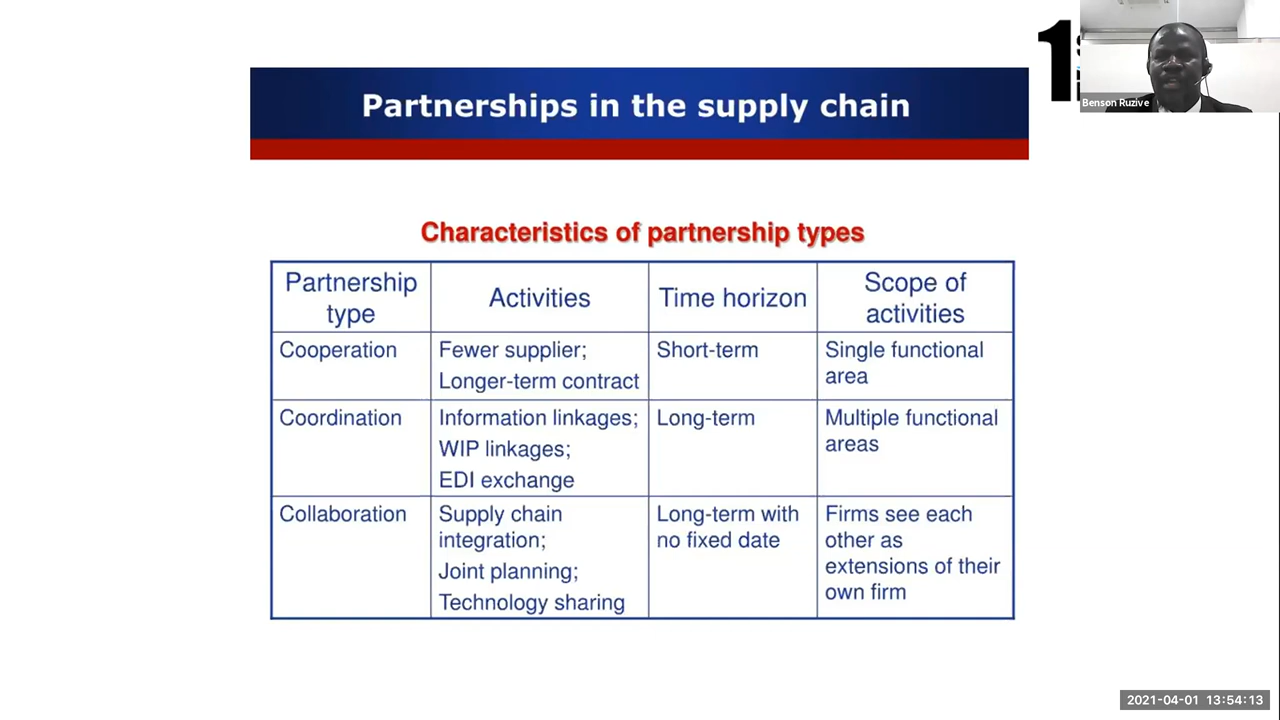 1
Benson Ruzive
Partnerships in the supply chain
Characteristics of partnership types
Partnership
type
Activities
Time horizon
Scope of
activities
Cooperation
Fewer supplier;
Longer-term contract
Short-term
Single functional
area
Coordination
Information linkages;
WIP linkages;
EDI exchange
Long-term
Multiple functional
areas
Collaboration
Supply chain
integration;
Joint planning;
Technology sharing
Long-term with
no fixed date
Firms see each
other as
extensions of their
own firm
2021-04-01 13:54:13